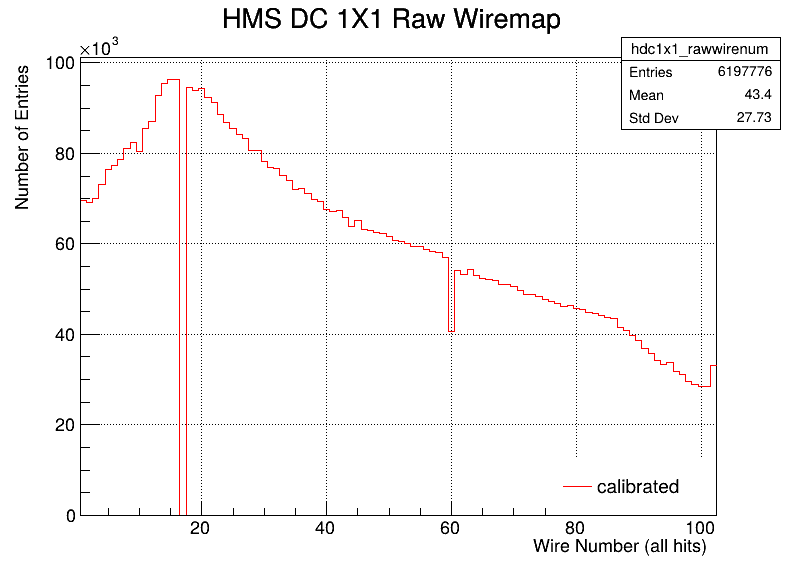 HMS DC 1X1 Raw Wiremap
×10³
hdc1x1_rawwirenum
Entries 6197776
Mean 43.4
Std Dev 27.73
Number of Entries
100
80
60
40
20
0
20 40 60 80 100
Wire Number (all hits)
calibrated